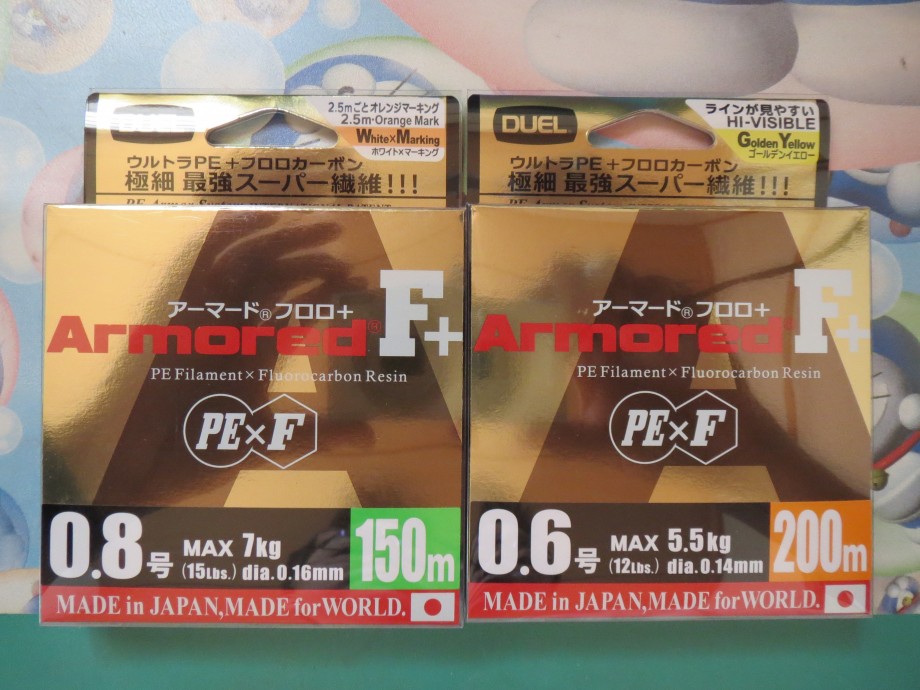 2.5mごとオレンジマーキング
2.5m・Orange Mark
White×Marking
ホワイト×マーキング
ウルトラPE+フロロカーボン
極細 最強スーパー繊維!!!
アーマード®フロロ+
Armored® F+
PE Filament×Fluorocarbon Resin
PE×F
0.8号
MAX 7kg
(15Lbs.) dia.0.16mm
150m
MADE in JAPAN,MADE for WORLD.
DUEL
ラインが見やすい
HI-VISIBLE
Golden Yellow
ゴールデンイエロー
ウルトラPE+フロロカーボン
極細 最強スーパー繊維!!!
アーマード®フロロ+
Armored® F+
PE Filament×Fluorocarbon Resin
PE×F
0.6号
MAX 5.5kg
(12Lbs.) dia.0.14mm
200m
MADE in JAPAN,MADE for WORLD.